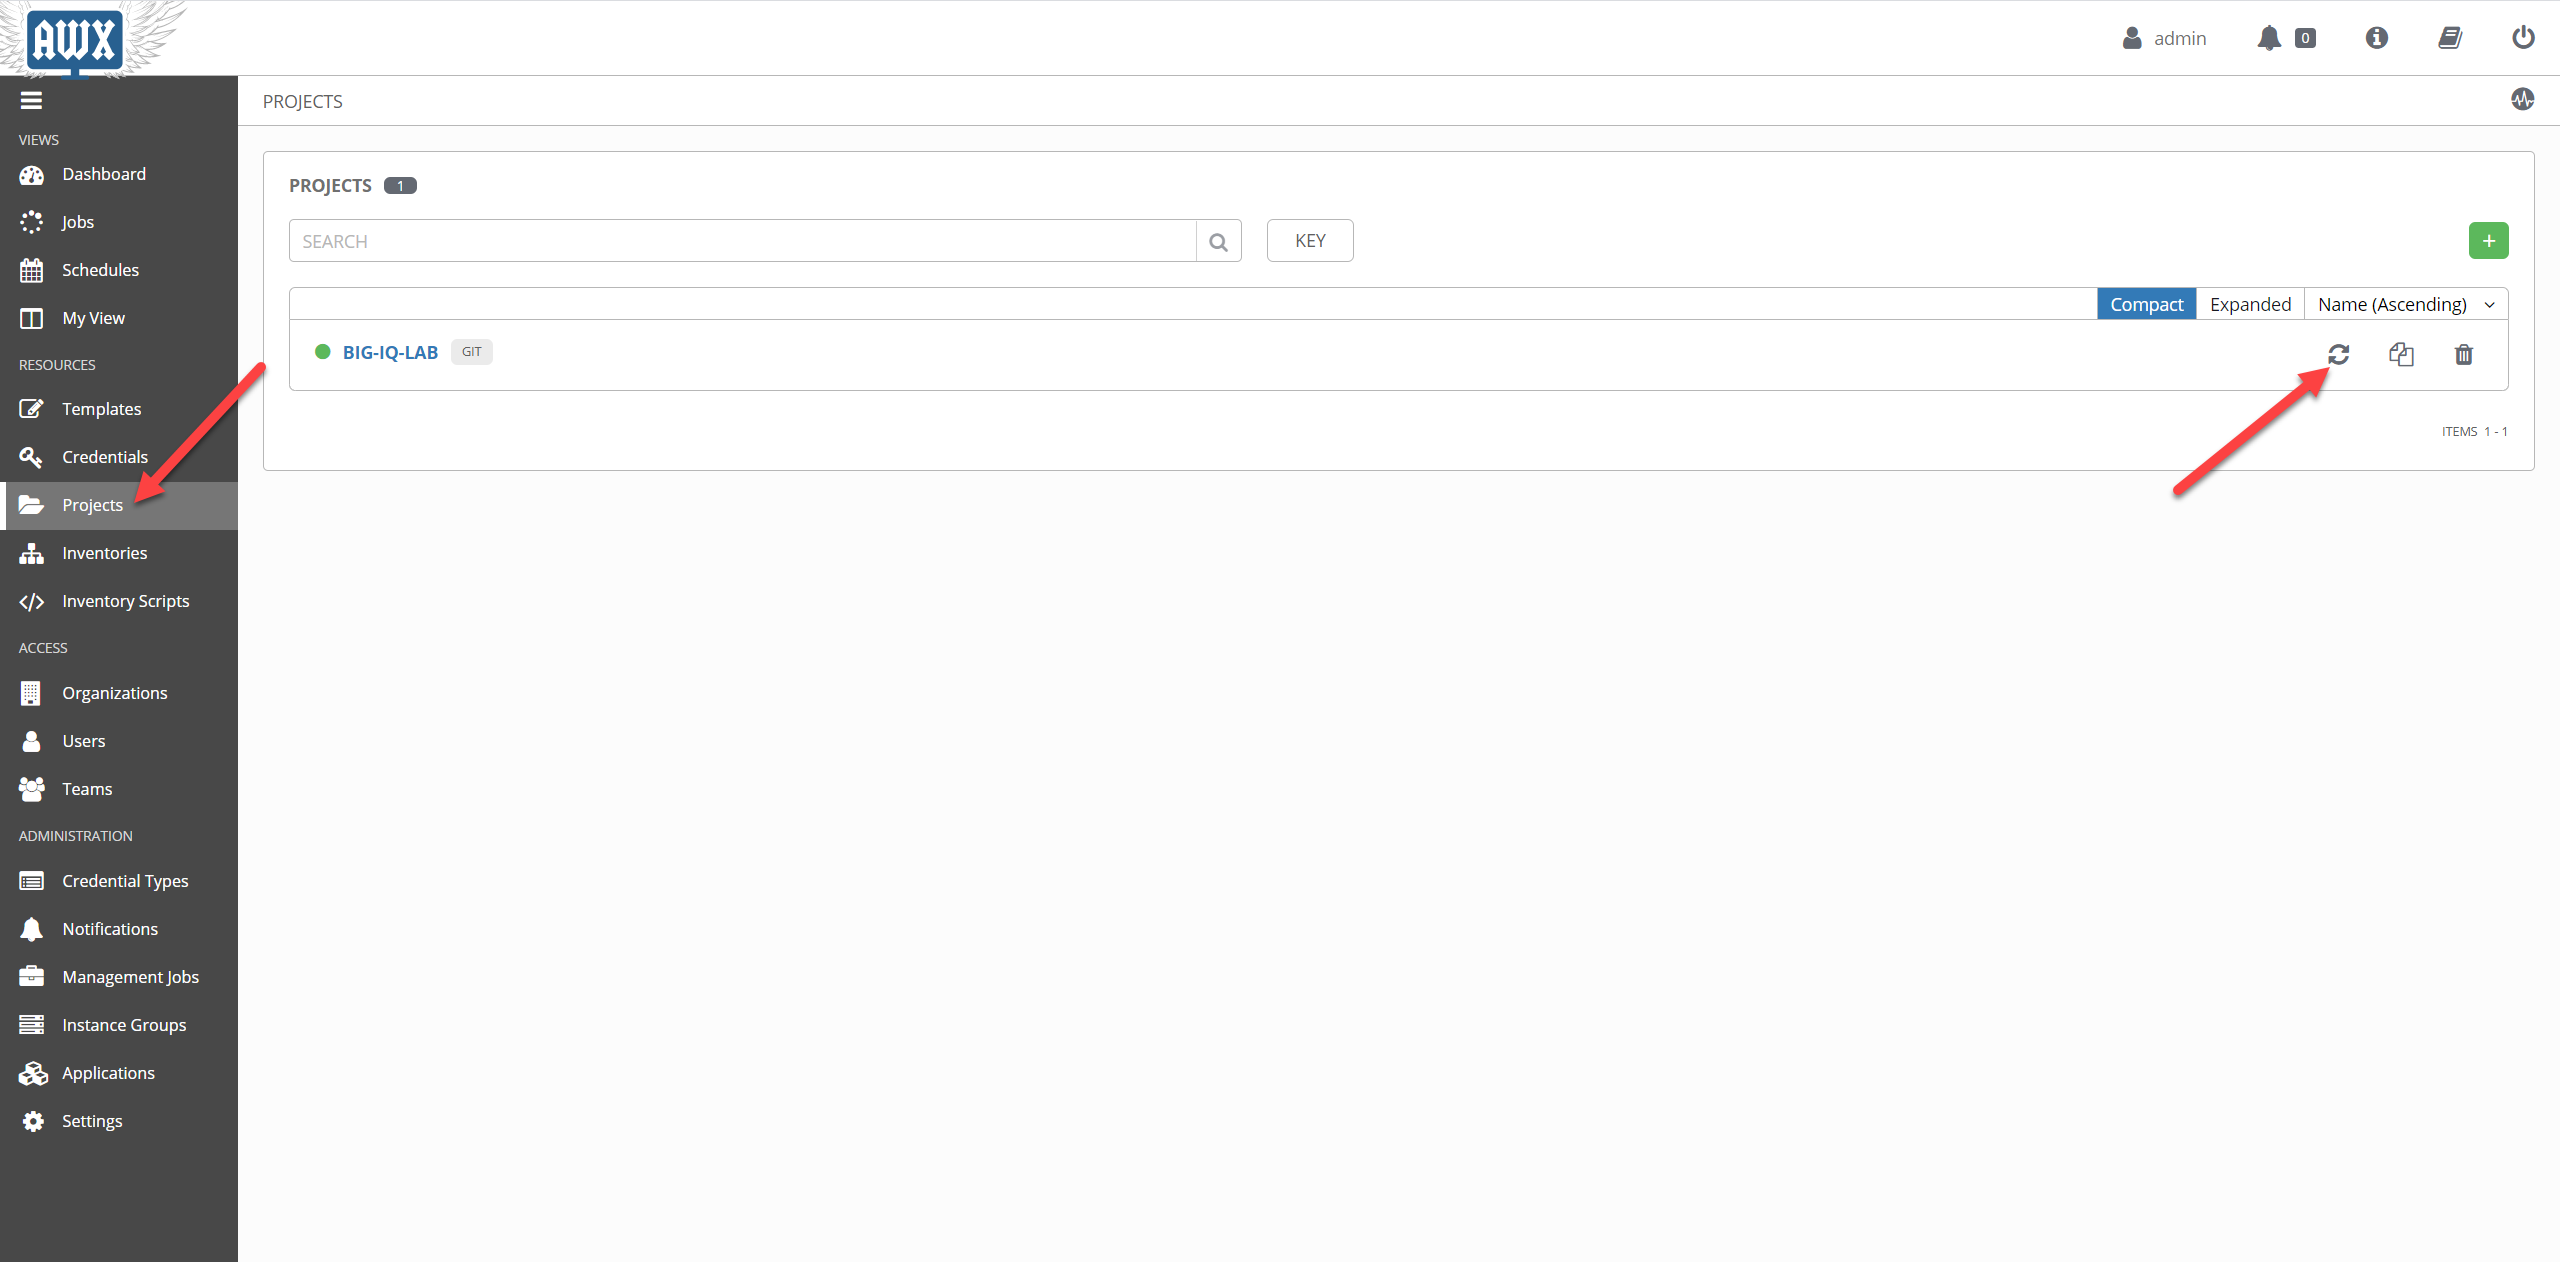 AWX
admin
0
PROJECTS
VIEWS
Dashboard
Jobs
Schedules
My View
RESOURCES
Templates
Credentials
Projects
Inventories
Inventory Scripts
ACCESS
Organizations
Users
Teams
ADMINISTRATION
Credential Types
Notifications
Management Jobs
Instance Groups
Applications
Settings
PROJECTS 1
SEARCH
KEY
+
Compact Expanded Name (Ascending)
BIG-IQ-LAB GIT
ITEMS 1 - 1